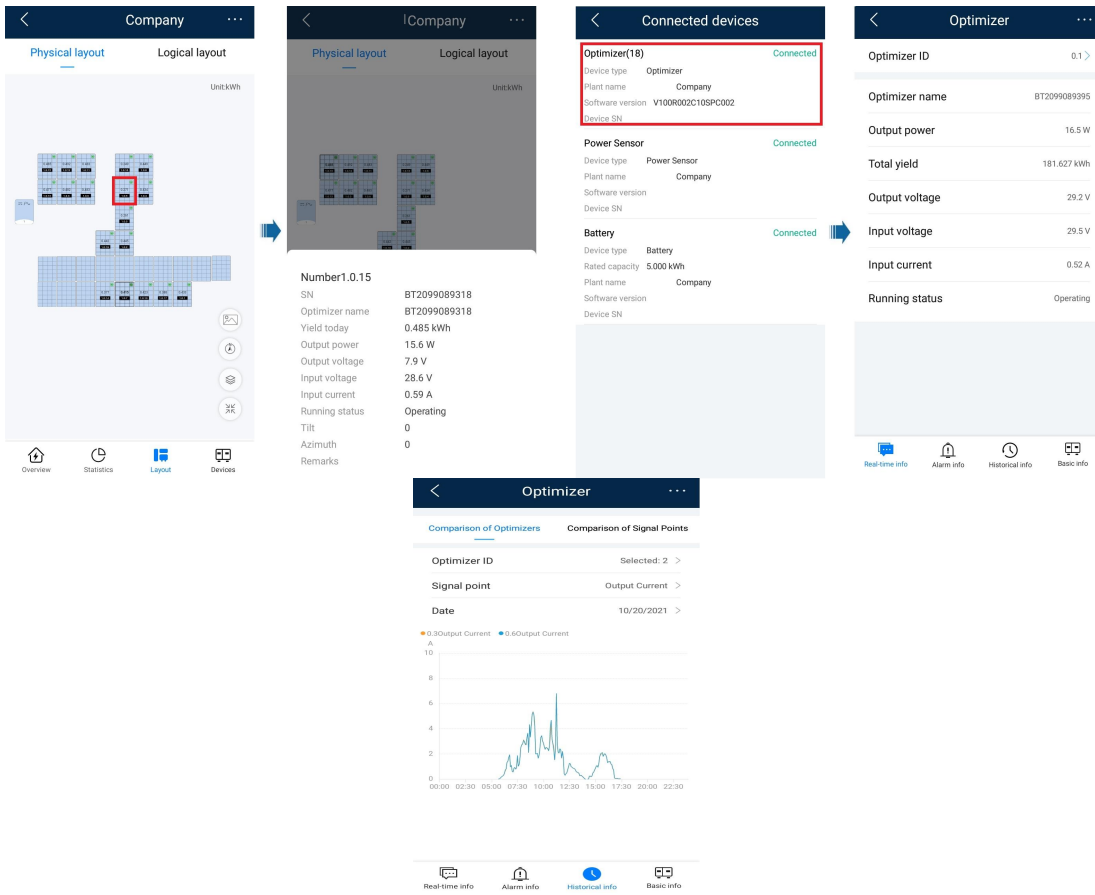 Company
Physical layout Logical layout
Unit:kWh
Overview Statistics Layout Devices
Company
Physical layout Logical layout
Unit:kWh
Number1.0.15
SN BT2099089318
Optimizer name BT2099089318
Yield today 0.485 kWh
Output power 15.6 W
Output voltage 7.9 V
Input voltage 28.6 V
Input current 0.59 A
Running status Operating
Tilt 0
Azimuth 0
Remarks
Connected devices
Optimizer(18) Connected
Device type Optimizer
Plant name Company
Software version V100R002C10SPC002
Device SN
Power Sensor Connected
Device type Power Sensor
Plant name Company
Software version
Device SN
Battery Connected
Device type Battery
Rated capacity 5.000 kWh
Plant name Company
Software version
Device SN
Optimizer
Optimizer ID 0.1
Optimizer name BT2099089395
Output power 16.5 W
Total yield 181.627 kWh
Output voltage 29.2 V
Input voltage 29.5 V
Input current 0.52 A
Running status Operating
Real-time info Alarm info Historical info Basic info
Optimizer
Comparison of Optimizers Comparison of Signal Points
Optimizer ID Selected: 2
Signal point Output Current
Date 10/20/2021
0.3Output Current 0.6Output Current
A
10
8
6
4
2
0
00:00 02:30 05:00 07:30 10:00 12:30 15:00 17:30 20:00 22:30
Real-time info Alarm info Historical info Basic info